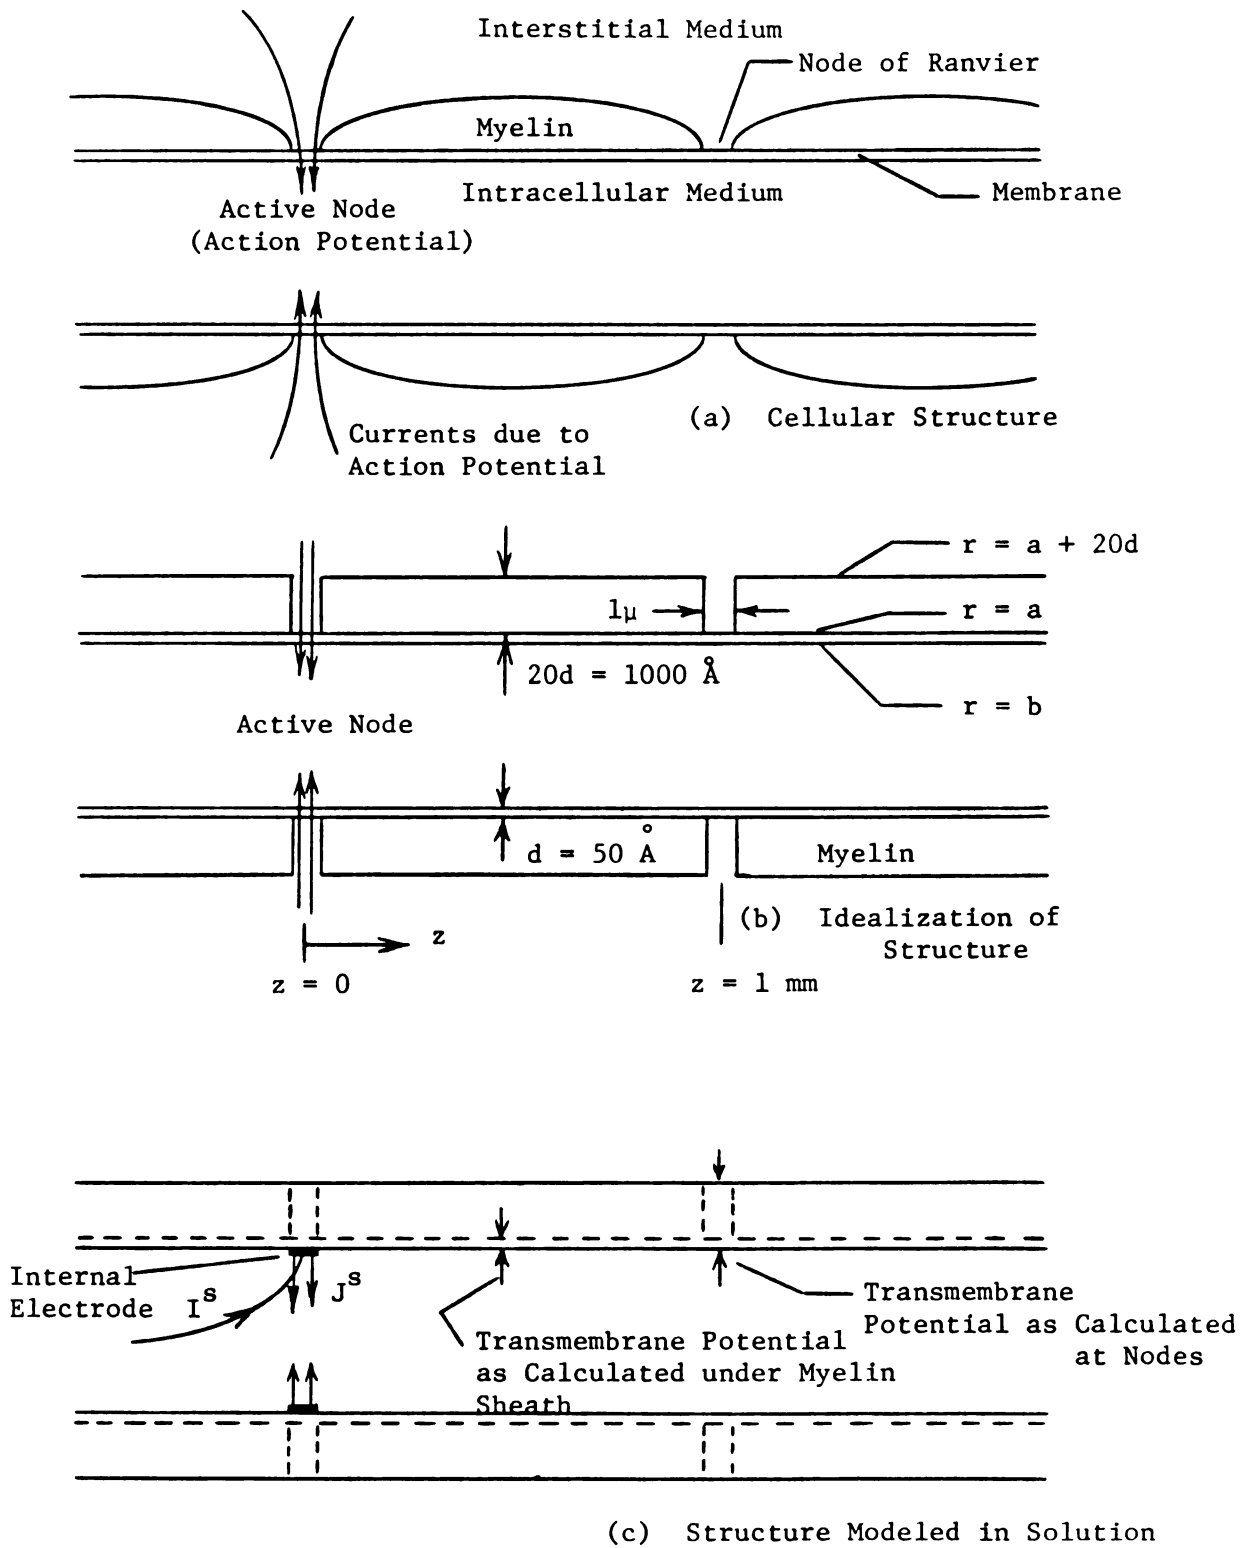 Interstitial Medium
Node of Ranvier
Myelin
Intracellular Medium
Membrane
Active Node
(Action Potential)
(a) Cellular Structure
Currents due to
Action Potential
r = a + 20d
1μ
r = a
20d = 1000 Å
r = b
Active Node
d = 50 Å
Myelin
(b) Idealization of
Structure
z
z = 0
z = 1 mm
Internal
Electrode
I^S
J^S
Transmembrane
Potential as Calculated
at Nodes
Transmembrane Potential
as Calculated under Myelin
Sheath
(c) Structure Modeled in Solution